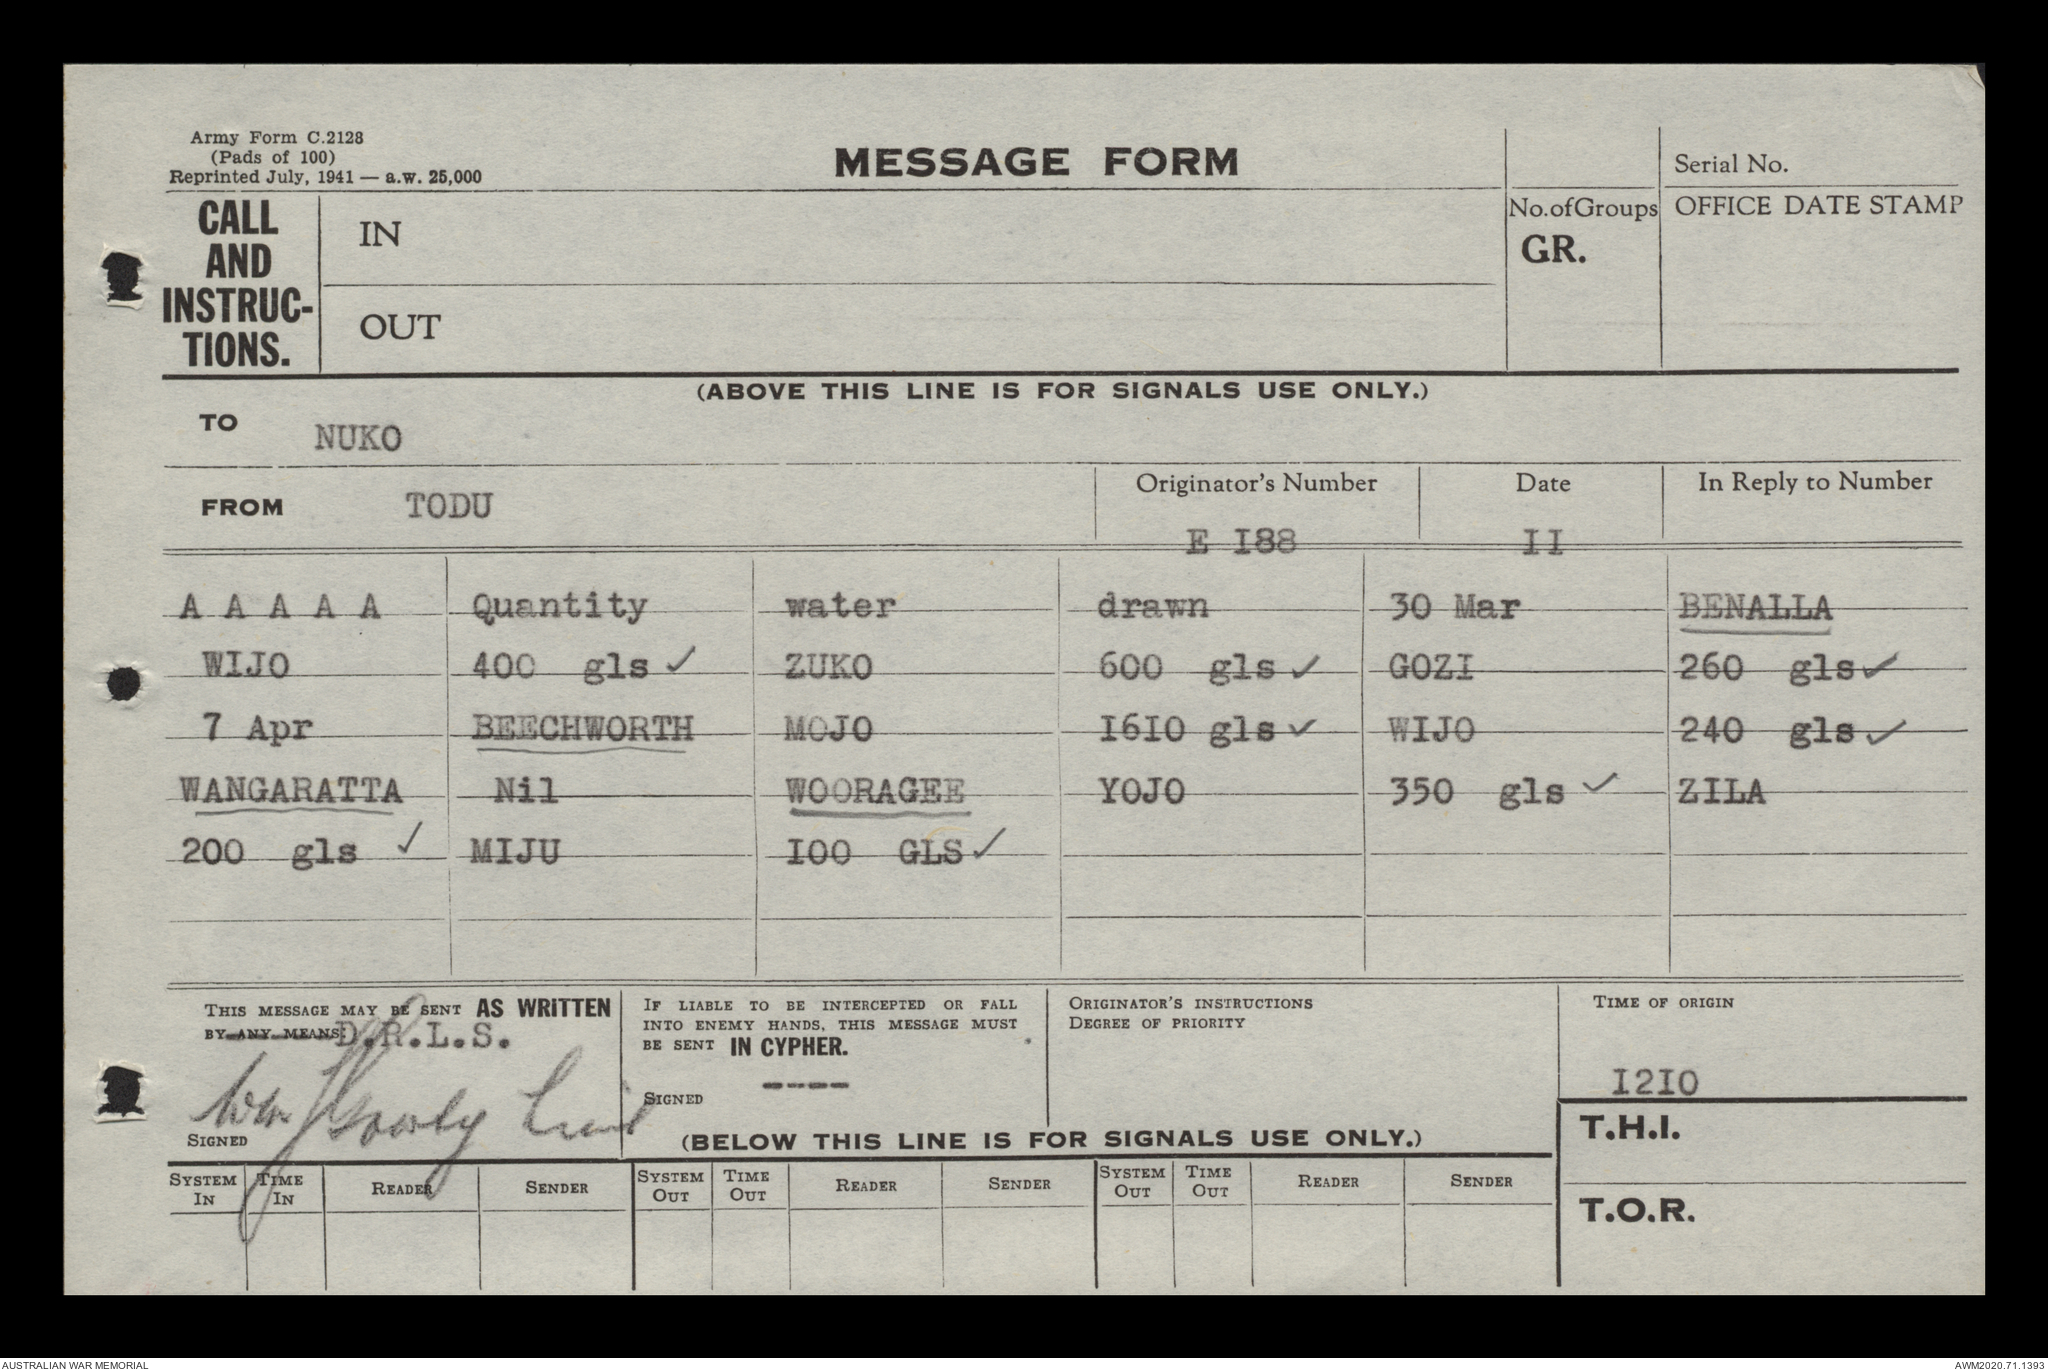 Army Form C.2128
(Pads of 100)
Reprinted July, 1941 — a.w. 25,000
MESSAGE FORM
Serial No.
CALL AND INSTRUC-TIONS.
IN
OUT
No. of Groups
GR.
OFFICE DATE STAMP
(ABOVE THIS LINE IS FOR SIGNALS USE ONLY.)
TO NUKO
FROM TODU
Originator's Number
E I88
Date
II
In Reply to Number
A A A A A Quantity water drawn 30 Mar BENALLA
WIJO 400 gls ✓ ZUKO 600 gls ✓ GOZI 260 gls ✓
7 Apr BEECHWORTH MOJO I6I0 gls ✓ WIJO 240 gls ✓
WANGARATTA Nil WOORAGEE YOJO 350 gls ✓ ZILA
200 gls ✓ MIJU I00 GLS ✓
THIS MESSAGE MAY BE SENT AS WRITTEN
BY ANY MEANS D.R.L.S.
SIGNED
IF LIABLE TO BE INTERCEPTED OR FALL
INTO ENEMY HANDS, THIS MESSAGE MUST
BE SENT IN CYPHER.
----
SIGNED
ORIGINATOR'S INSTRUCTIONS
DEGREE OF PRIORITY
TIME OF ORIGIN
I2I0
(BELOW THIS LINE IS FOR SIGNALS USE ONLY.)
T.H.I.
SYSTEM IN TIME IN READER SENDER SYSTEM OUT TIME OUT READER SENDER SYSTEM OUT TIME OUT READER SENDER
T.O.R.
AUSTRALIAN WAR MEMORIAL
AWM2020.71.1393